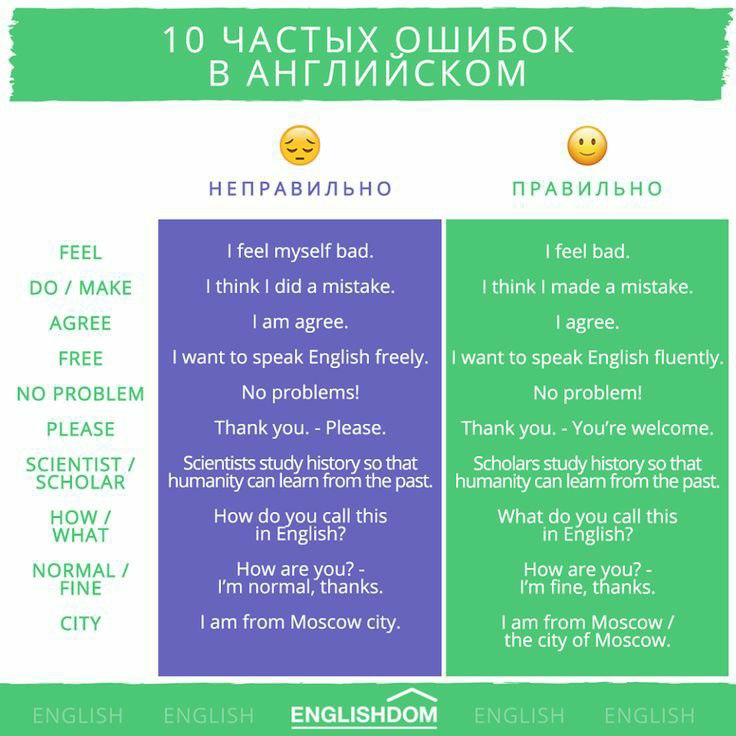 10 ЧАСТЫХ ОШИБОК
В АНГЛИЙСКОМ
НЕПРАВИЛЬНО
ПРАВИЛЬНО
FEEL
I feel myself bad.
I feel bad.
DO / MAKE
I think I did a mistake.
I think I made a mistake.
AGREE
I am agree.
I agree.
FREE
I want to speak English freely.
I want to speak English fluently.
NO PROBLEM
No problems!
No problem!
PLEASE
Thank you. - Please.
Thank you. - You're welcome.
SCIENTIST /
SCHOLAR
Scientists study history so that
humanity can learn from the past.
Scholars study history so that
humanity can learn from the past.
HOW /
WHAT
How do you call this
in English?
What do you call this
in English?
NORMAL /
FINE
How are you? -
I'm normal, thanks.
How are you? -
I'm fine, thanks.
CITY
I am from Moscow city.
I am from Moscow /
the city of Moscow.
ENGLISH
ENGLISH
ENGLISHDOM
ENGLISH
ENGLISH